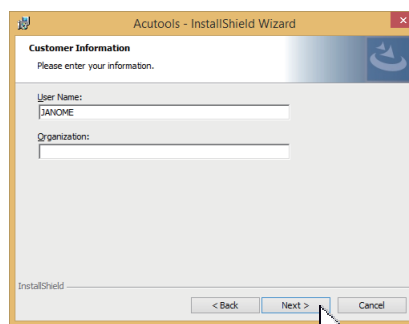 Acutools - InstallShield Wizard
Customer Information
Please enter your information.
User Name:
JANOME
Organization:
InstallShield
< Back Next > Cancel